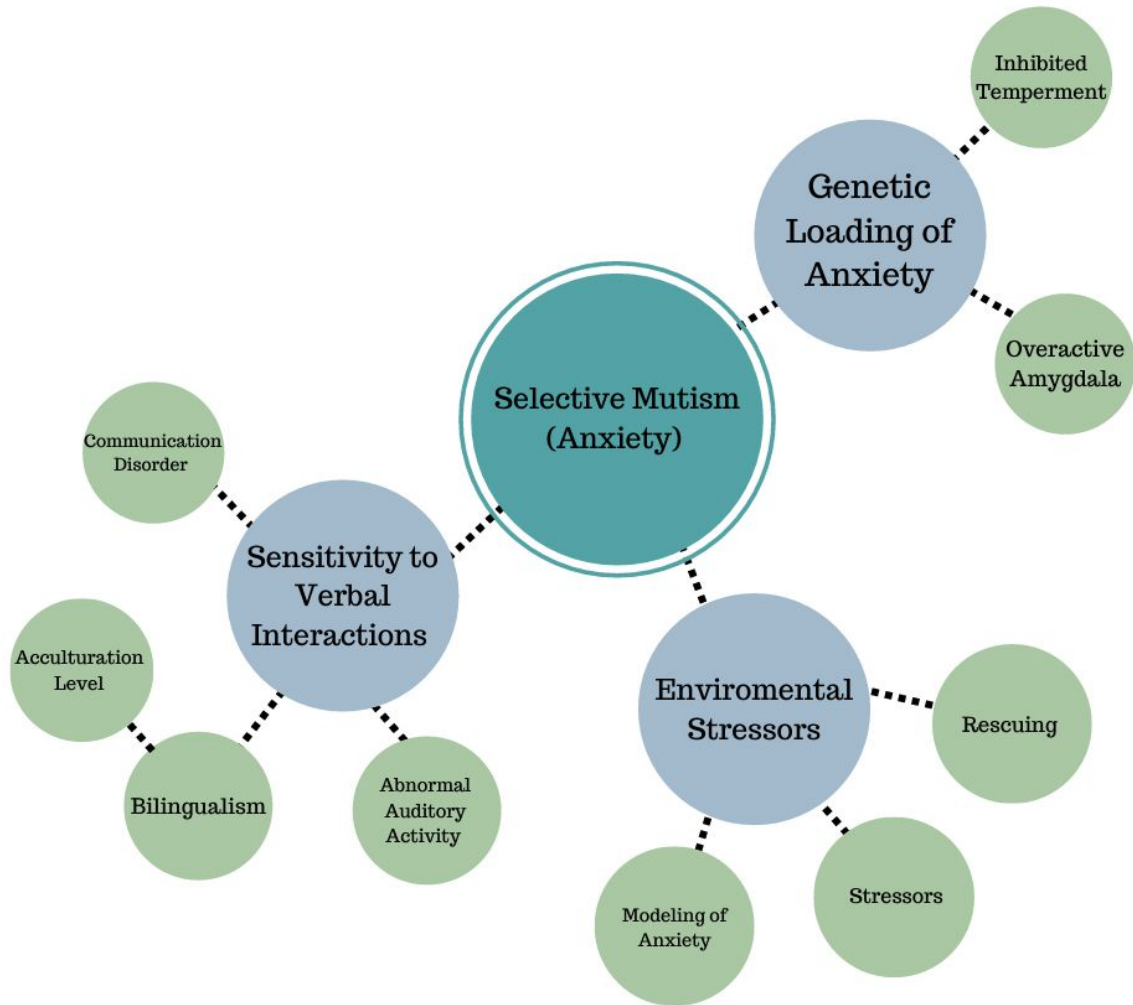 Inhibited
Temperment
Genetic
Loading of
Anxiety
Overactive
Amygdala
Selective Mutism
(Anxiety)
Communication
Disorder
Sensitivity to
Verbal
Interactions
Acculturation
Level
Bilingualism
Abnormal
Auditory
Activity
Enviromental
Stressors
Rescuing
Stressors
Modeling of
Anxiety